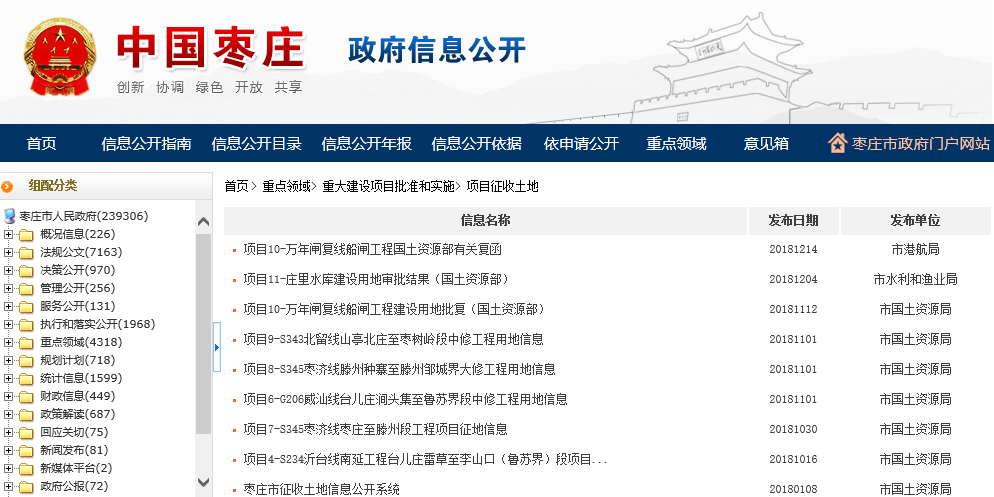 中国枣庄
创新 协调 绿色 开放 共享
政府信息公开
首页 信息公开指南 信息公开目录 信息公开年报 信息公开依据 依申请公开 重点领域 意见箱 枣庄市政府门户网站
组配分类
枣庄市人民政府(239306)
概况信息(226)
法规公文(7163)
决策公开(970)
管理公开(256)
服务公开(131)
执行和落实公开(1968)
重点领域(4318)
规划计划(718)
统计信息(1599)
财政信息(449)
政策解读(687)
回应关切(75)
新闻发布(81)
新媒体平台(2)
政府公报(72)
首页> 重点领域> 重大建设项目批准和实施> 项目征收土地
信息名称 发布日期 发布单位
项目10-万年闸复线船闸工程国土资源部有关复函 20181214 市港航局
项目11-庄里水库建设用地审批结果（国土资源部） 20181204 市水利和渔业局
项目10-万年闸复线船闸工程建设用地批复（国土资源部） 20181112 市国土资源局
项目9-S343北留线山亭北庄至枣树岭段中修工程用地信息 20181101 市国土资源局
项目8-S345枣济线滕州种寨至滕州邹城界大修工程用地信息 20181101 市国土资源局
项目6-G206威汕线台儿庄涧头集至鲁苏界段中修工程用地信息 20181101 市国土资源局
项目7-S345枣济线枣庄至滕州段工程项目征地信息 20181030 市国土资源局
项目4-S234沂台线南延工程台儿庄雷草至李山口（鲁苏界）段项目... 20181016 市国土资源局
枣庄市征收土地信息公开系统 20180108 市国土资源局